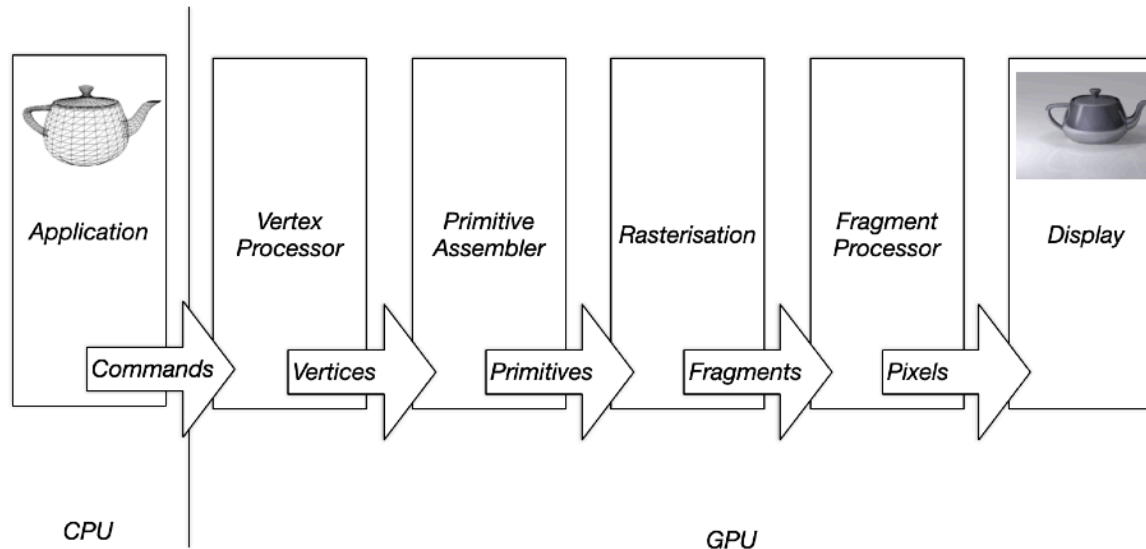 Application
Vertex
Processor
Primitive
Assembler
Rasterisation
Fragment
Processor
Display
Commands
Vertices
Primitives
Fragments
Pixels
CPU
GPU